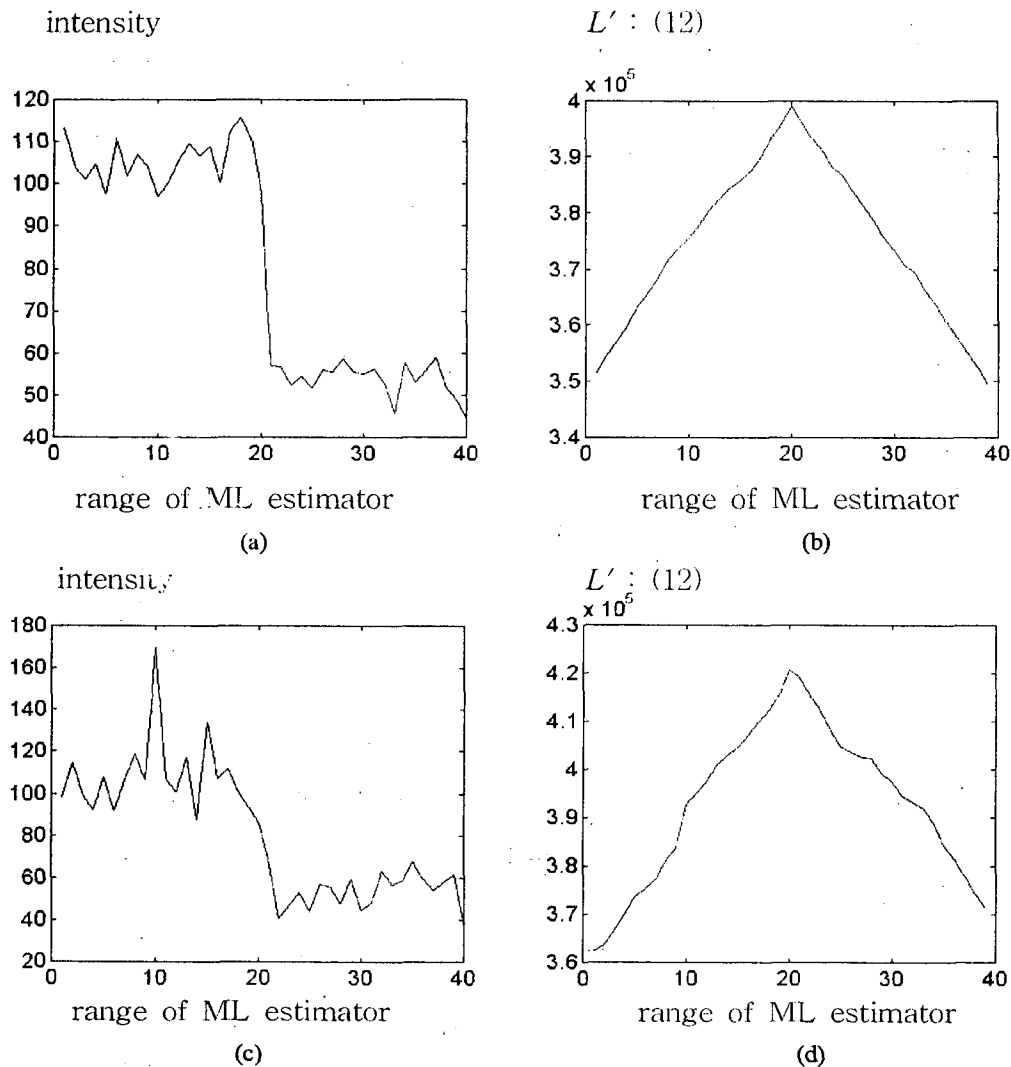 intensity
120
110
100
90
80
70
60
50
40
0 10 20 30 40
range of ML estimator
(a)
L′ : (12)
x 10⁵
4
3.9
3.8
3.7
3.6
3.5
3.4
0 10 20 30 40
range of ML estimator
(b)
intensity
180
160
140
120
100
80
60
40
20
0 10 20 30 40
range of ML estimator
(c)
L′ : (12)
x 10⁵
4.3
4.2
4.1
4
3.9
3.8
3.7
3.6
0 10 20 30 40
range of ML estimator
(d)